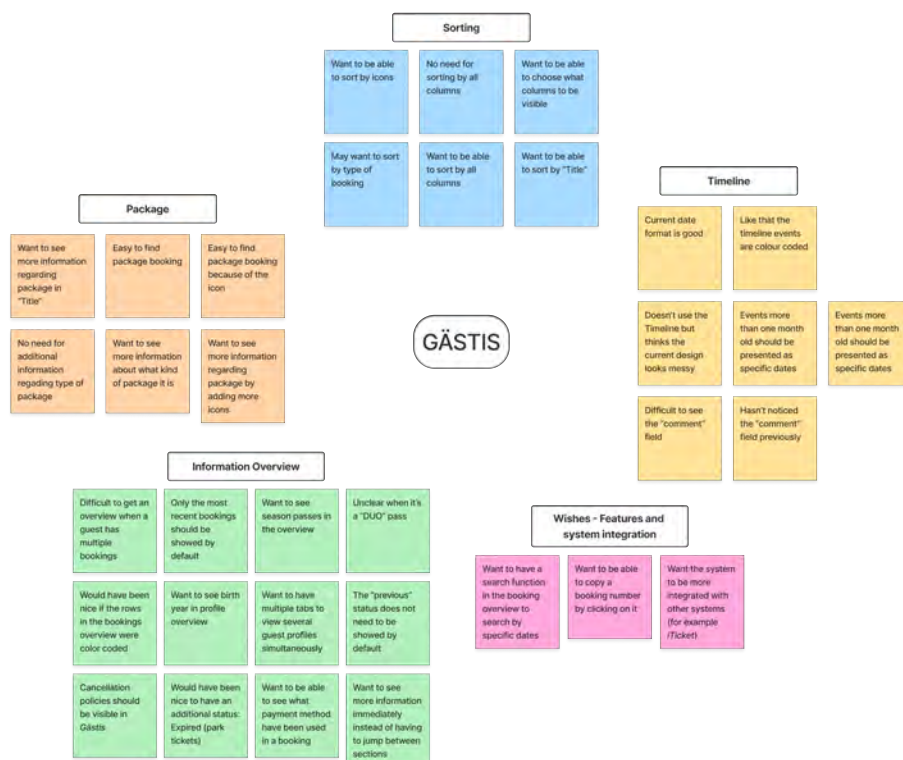 Sorting
Want to be able
to sort by icons
No need for
sorting by all
columns
Want to be able
to choose what
columns to be
visible
May want to sort
by type of
booking
Want to be able
to sort by all
columns
Want to be able
to sort by "Title"
Timeline
Current date
format is good
Like that the
timeline events
are colour coded
Doesn't use the
Timeline but
thinks the
current design
looks messy
Events more
than one month
old should be
presented as
specific dates
Events more
than one month
old should be
presented as
specific dates
Difficult to see
the "comment"
field
Hasn't noticed
the "comment"
field previously
Package
Want to see
more information
regarding
package in
"Title"
Easy to find
package booking
Easy to find
package booking
because of the
icon
No need for
additional
information
regading type of
package
Want to see
more information
about what kind
of package it is
Want to see
more information
regarding
package by
adding more
icons
GÄSTIS
Information Overview
Difficult to get an
overview when a
guest has
multiple
bookings
Only the most
recent bookings
should be
showed by
default
Want to see
season passes in
the overview
Unclear when it's
a "DUO" pass
Would have been
nice if the rows
in the bookings
overview were
color coded
Want to see birth
year in profile
overview
Want to have
multiple tabs to
view several
guest profiles
simultaneously
The "previous"
status does not
need to be
showed by
default
Cancellation
policies should
be visible in
Gästis
Would have been
nice to have an
additional status:
Expired (park
tickets)
Want to be able
to see what
payment method
have been used
in a booking
Want to see
more information
immediately
instead of having
to jump between
sections
Wishes - Features and
system integration
Want to have a
search function
in the booking
overview to
search by
specific dates
Want to be able
to copy a
booking number
by clicking on it
Want the system
to be more
integrated with
other systems
(for example
iTicket)